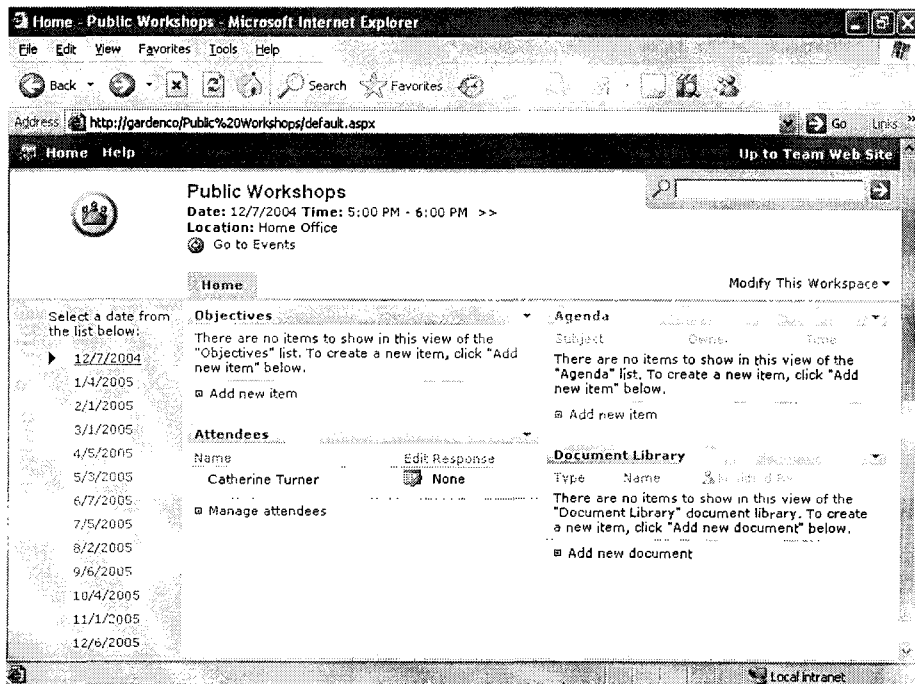 Home - Public Workshops - Microsoft Internet Explorer
File Edit View Favorites Tools Help
Back Search Favorites
Address http://gardenco/Public%20Workshops/default.aspx Go Links »
Home Help Up to Team Web Site
Public Workshops
Date: 12/7/2004 Time: 5:00 PM - 6:00 PM >>
Location: Home Office
Go to Events
Home Modify This Workspace
Select a date from
the list below:
12/7/2004
1/4/2005
2/1/2005
3/1/2005
4/5/2005
5/3/2005
6/7/2005
7/5/2005
8/2/2005
9/6/2005
10/4/2005
11/1/2005
12/6/2005
Objectives
There are no items to show in this view of the
"Objectives" list. To create a new item, click "Add
new item" below.
Add new item
Attendees
Name Edit Response
Catherine Turner None
Manage attendees
Agenda
Subject Owner Time
There are no items to show in this view of the
"Agenda" list. To create a new item, click "Add
new item" below.
Add new item
Document Library
Type Name
There are no items to show in this view of the
"Document Library" document library. To create
a new item, click "Add new document" below.
Add new document
Local intranet